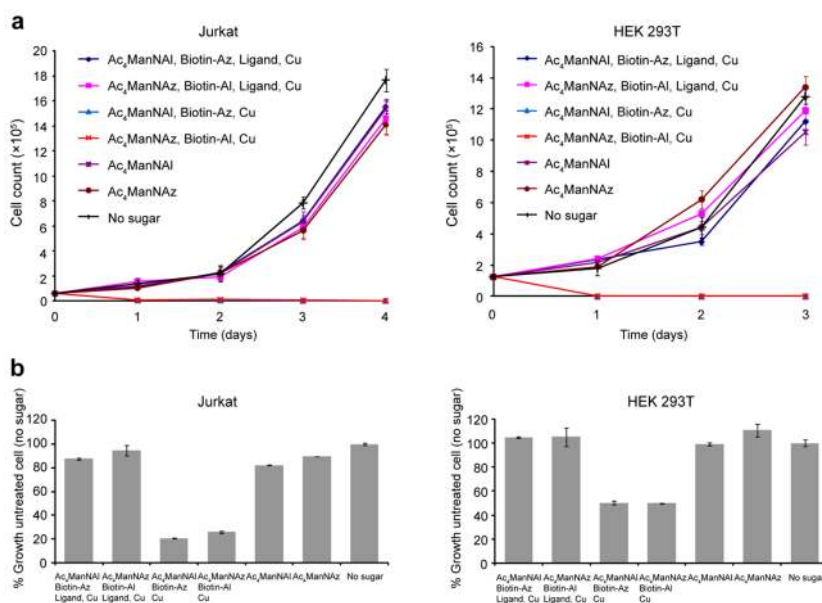 a
Jurkat
Cell count (×10⁵)
20
18
16
14
12
10
8
6
4
2
0
Ac₄ManNAl, Biotin-Az, Ligand, Cu
Ac₄ManNAz, Biotin-Al, Ligand, Cu
Ac₄ManNAl, Biotin-Az, Cu
Ac₄ManNAz, Biotin-Al, Cu
Ac₄ManNAl
Ac₄ManNAz
No sugar
0 1 2 3 4
Time (days)
HEK 293T
Cell count (×10⁵)
16
14
12
10
8
6
4
2
0
Ac₄ManNAl, Biotin-Az, Ligand, Cu
Ac₄ManNAz, Biotin-Al, Ligand, Cu
Ac₄ManNAl, Biotin-Az, Cu
Ac₄ManNAz, Biotin-Al, Cu
Ac₄ManNAl
Ac₄ManNAz
No sugar
0 1 2 3
Time (days)
b
Jurkat
% Growth untreated cell (no sugar)
120
100
80
60
40
20
0
Ac₄ManNAl Ac₄ManNAz Ac₄ManNAl Ac₄ManNAz Ac₄ManNAl Ac₄ManNAz No sugar
Biotin-Az Biotin-Al Biotin-Az Biotin-Al
Ligand, Cu Ligand, Cu Cu Cu
HEK 293T
% Growth untreated cell (no sugar)
120
100
80
60
40
20
0
Ac₄ManNAl Ac₄ManNAz Ac₄ManNAl Ac₄ManNAz Ac₄ManNAl Ac₄ManNAz No sugar
Biotin-Az Biotin-Al Biotin-Az Biotin-Al
Ligand, Cu Ligand, Cu Cu Cu